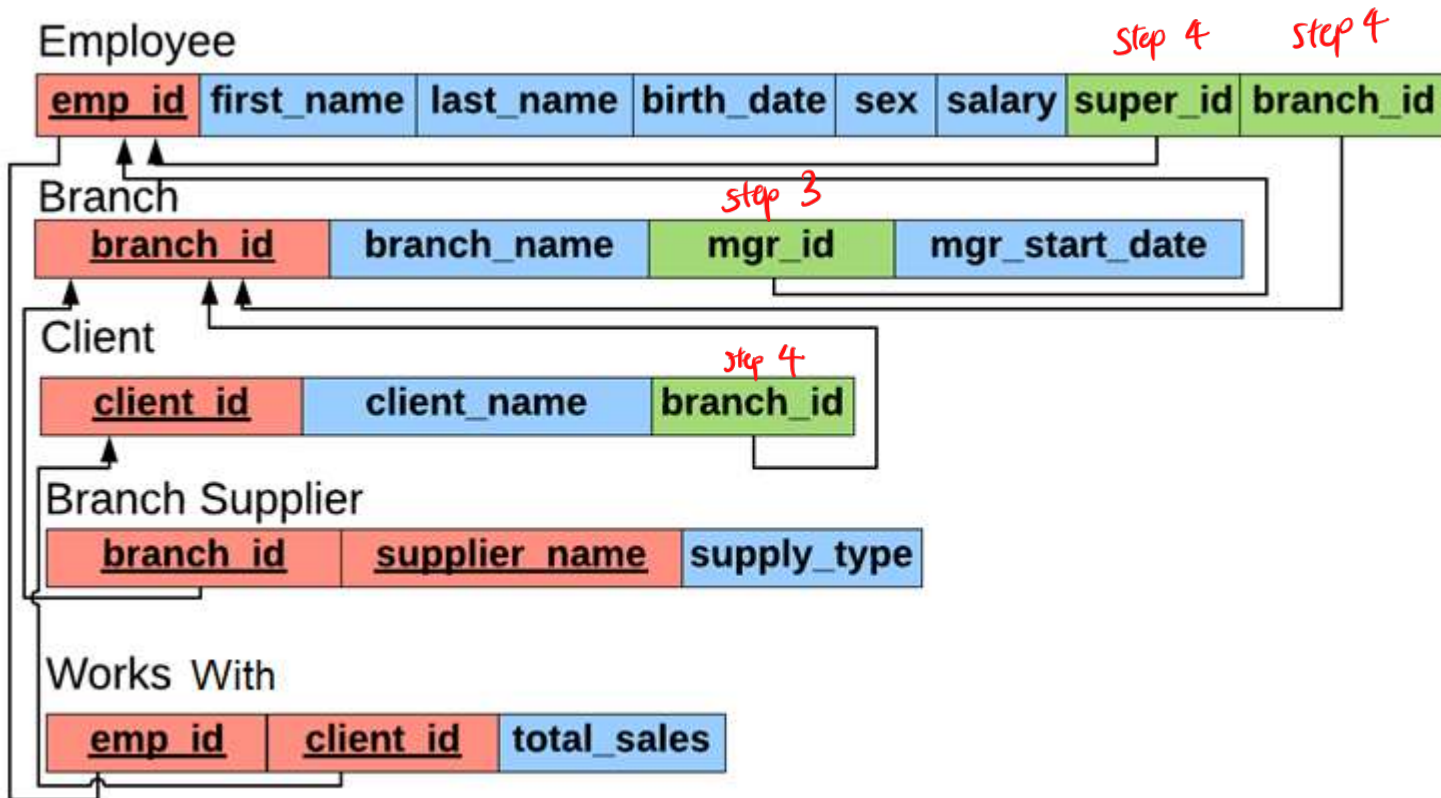 Step 4 step 4
Employee
emp_id first_name last_name birth_date sex salary super_id branch_id
Branch
step 3
branch_id branch_name mgr_id mgr_start_date
Client
step 4
client_id client_name branch_id
Branch Supplier
branch_id supplier_name supply_type
Works With
emp_id client_id total_sales